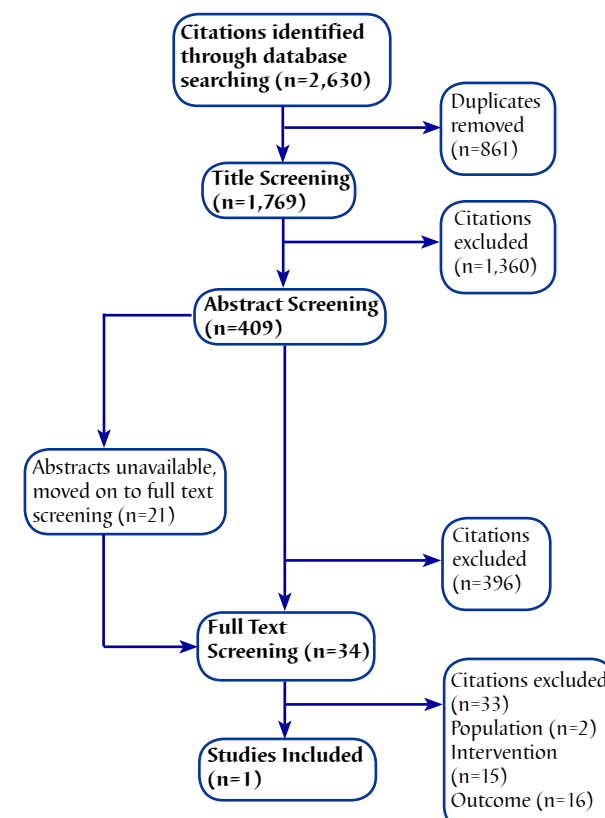 Citations identified
through database
searching (n=2,630)
Duplicates
removed
(n=861)
Title Screening
(n=1,769)
Citations
excluded
(n=1,360)
Abstract Screening
(n=409)
Abstracts unavailable,
moved on to full text
screening (n=21)
Citations
excluded
(n=396)
Full Text
Screening (n=34)
Citations excluded
(n=33)
Population (n=2)
Intervention
(n=15)
Outcome (n=16)
Studies Included
(n=1)